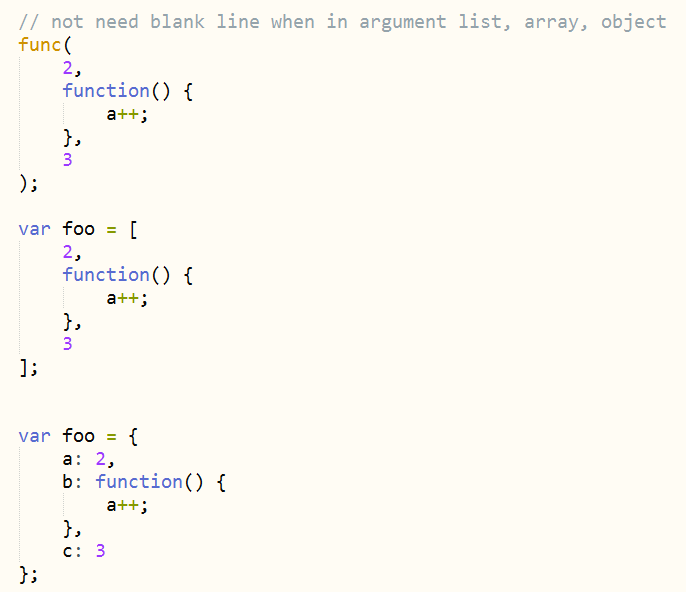 // not need blank line when in argument list, array, object
func(
    2,
    function() {
        a++;
    },
    3
);

var foo = [
    2,
    function() {
        a++;
    },
    3
];


var foo = {
    a: 2,
    b: function() {
        a++;
    },
    c: 3
};